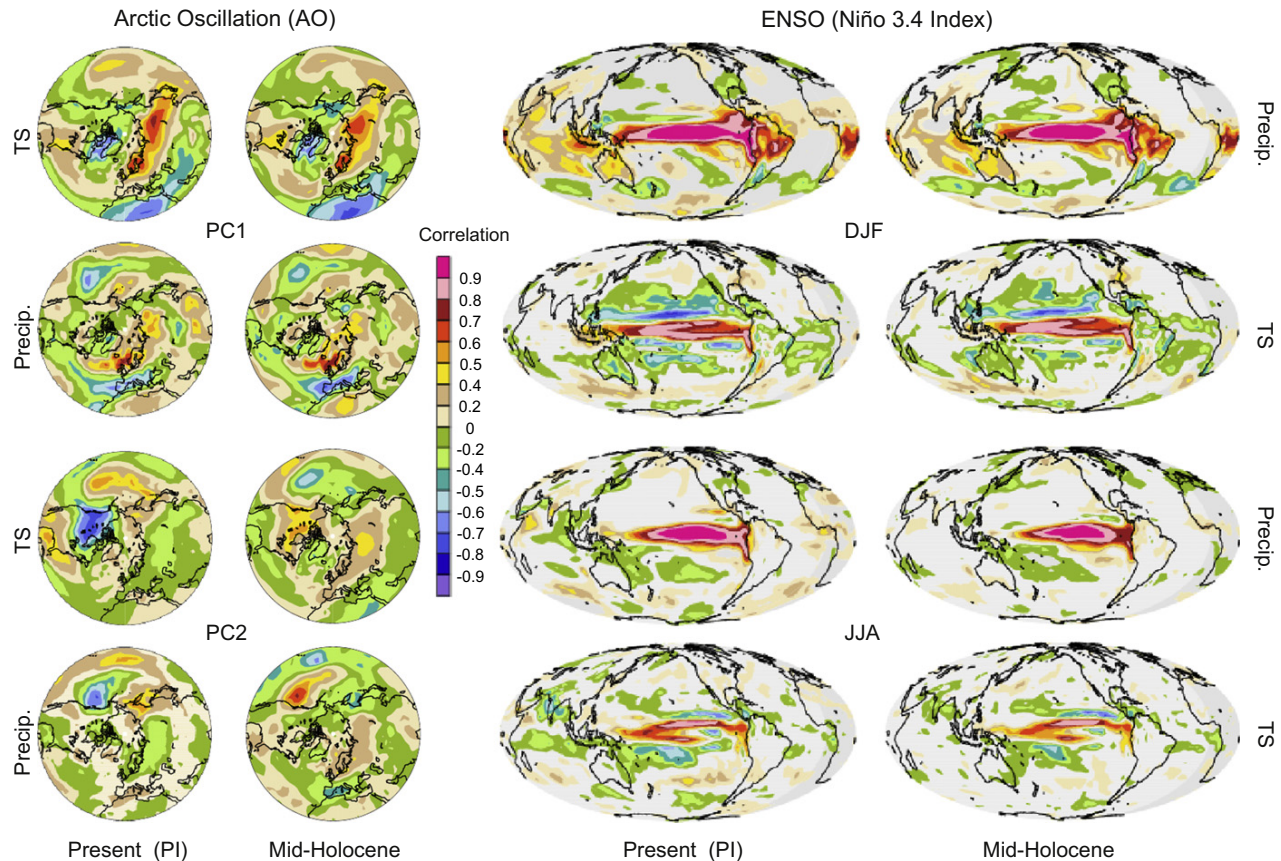 Arctic Oscillation (AO)
ENSO (Niño 3.4 Index)
TS
Precip.
PC1
Correlation
DJF
0.9
0.8
0.7
0.6
0.5
0.4
0.2
0
-0.2
-0.4
-0.5
-0.6
-0.7
-0.8
-0.9
Precip.
TS
TS
Precip.
PC2
JJA
Precip.
TS
Present (PI)
Mid-Holocene
Present (PI)
Mid-Holocene